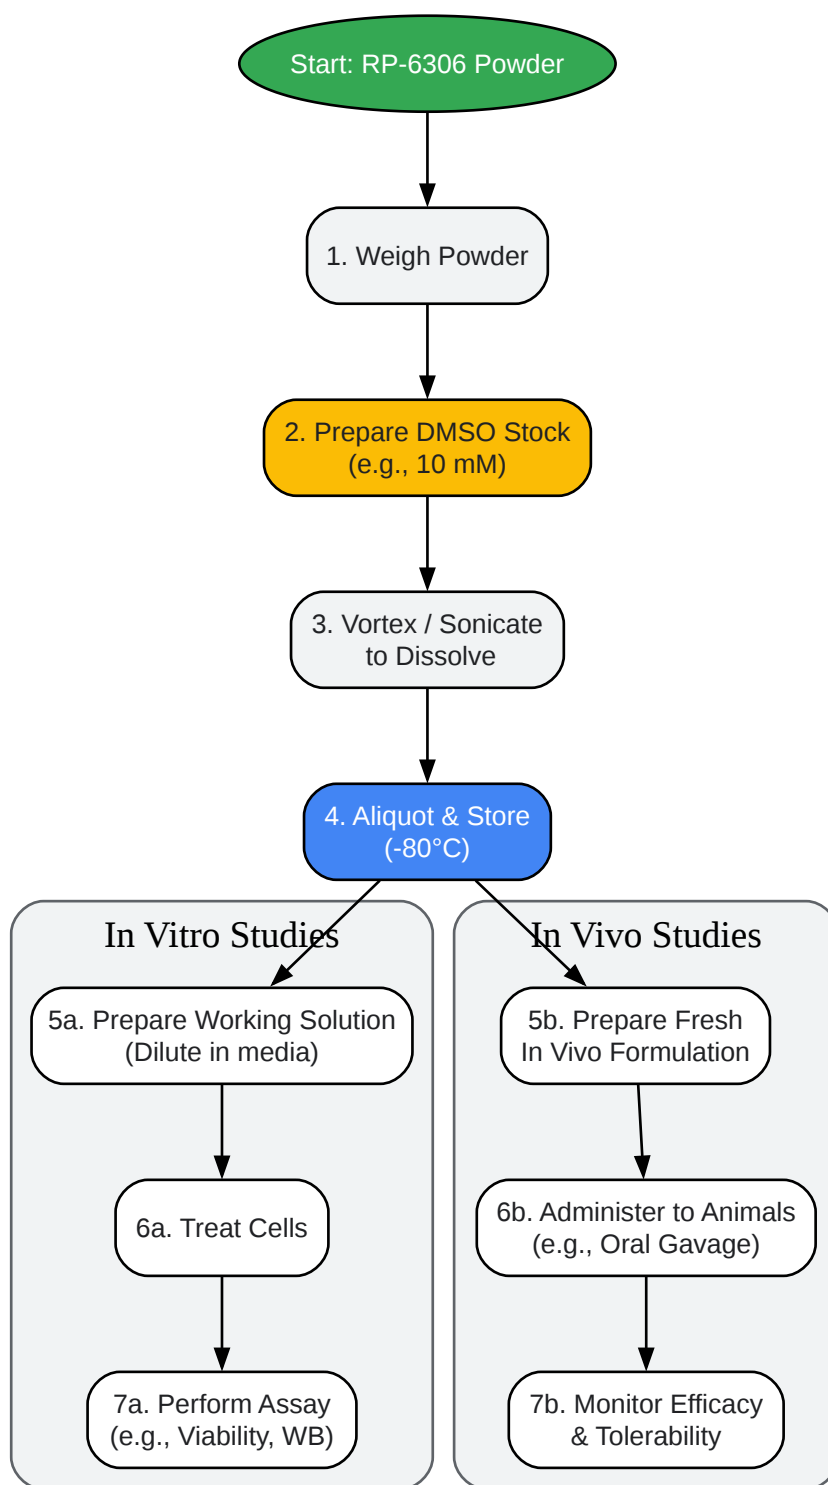 Start: RP-6306 Powder
1. Weigh Powder
2. Prepare DMSO Stock
(e.g., 10 mM)
3. Vortex / Sonicate
to Dissolve
4. Aliquot & Store
(-80°C)
In Vitro Studies
5a. Prepare Working Solution
(Dilute in media)
6a. Treat Cells
7a. Perform Assay
(e.g., Viability, WB)
In Vivo Studies
5b. Prepare Fresh
In Vivo Formulation
6b. Administer to Animals
(e.g., Oral Gavage)
7b. Monitor Efficacy
& Tolerability